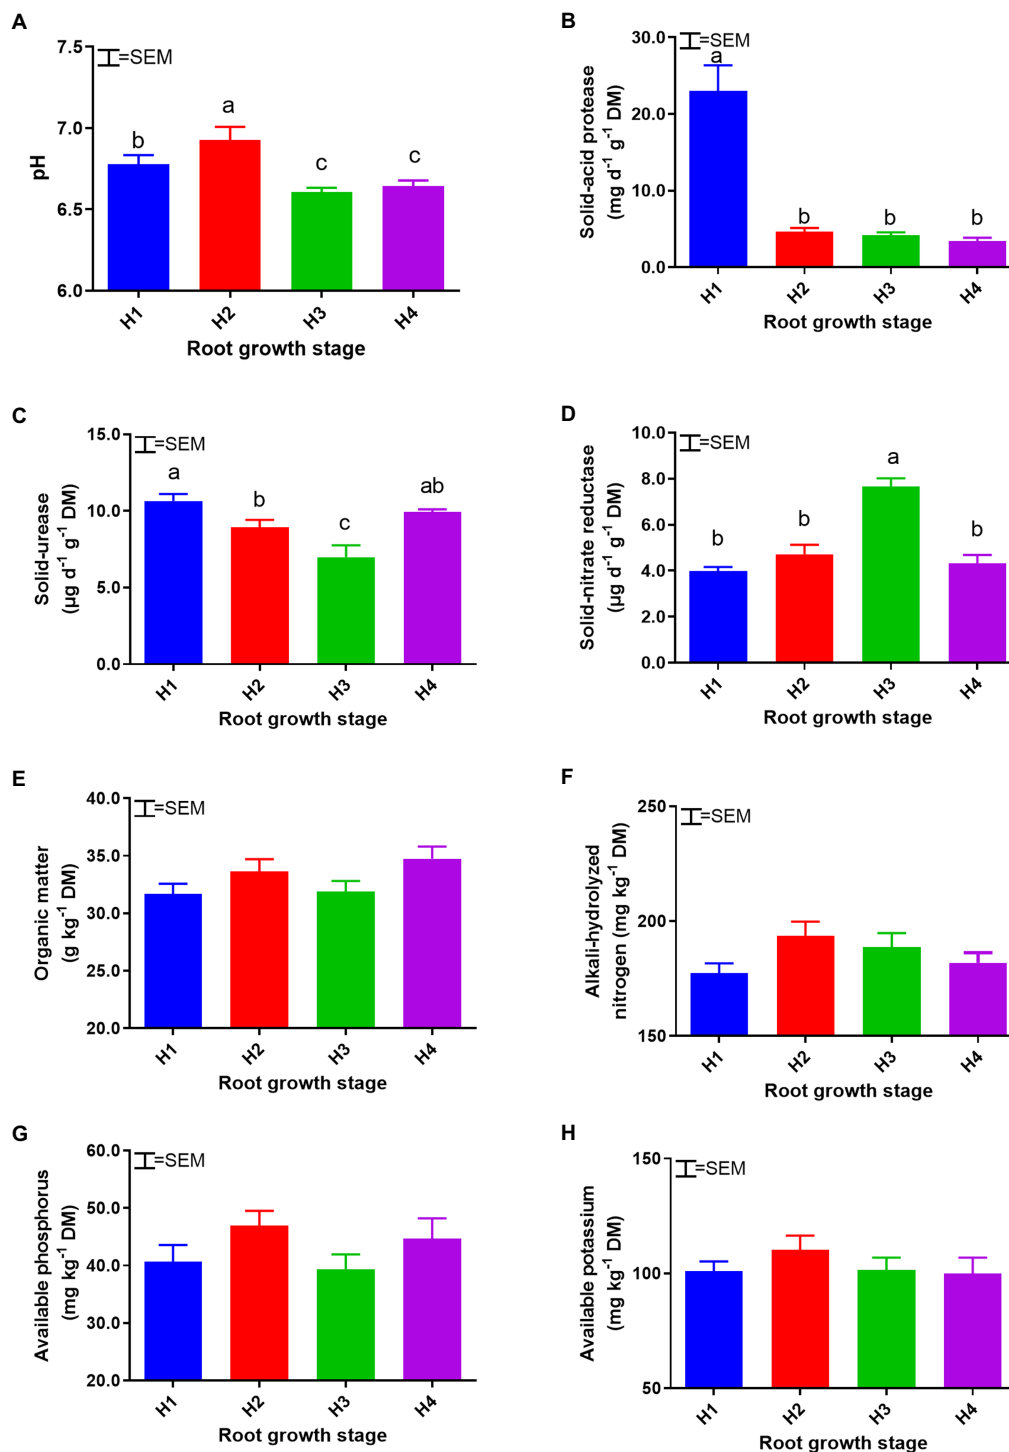 A
7.5
7.0
6.5
6.0
pH
=SEM
b
a
c
c
H1
H2
H3
H4
Root growth stage
B
30.0
20.0
10.0
0.0
Solid-acid protease
(mg d⁻¹ g⁻¹ DM)
=SEM
a
b
b
b
H1
H2
H3
H4
Root growth stage
C
15.0
10.0
5.0
0.0
Solid-urease
(µg d⁻¹ g⁻¹ DM)
=SEM
a
b
c
ab
H1
H2
H3
H4
Root growth stage
D
10.0
8.0
6.0
4.0
2.0
0.0
Solid-nitrate reductase
(µg d⁻¹ g⁻¹ DM)
=SEM
b
b
a
b
H1
H2
H3
H4
Root growth stage
E
40.0
35.0
30.0
25.0
20.0
Organic matter
(g kg⁻¹ DM)
=SEM
H1
H2
H3
H4
Root growth stage
F
250
200
150
Alkali-hydrolyzed
nitrogen (mg kg⁻¹ DM)
=SEM
H1
H2
H3
H4
Root growth stage
G
60.0
50.0
40.0
30.0
20.0
Available phosphorus
(mg kg⁻¹ DM)
=SEM
H1
H2
H3
H4
Root growth stage
H
150
100
50
Available potassium
(mg kg⁻¹ DM)
=SEM
H1
H2
H3
H4
Root growth stage